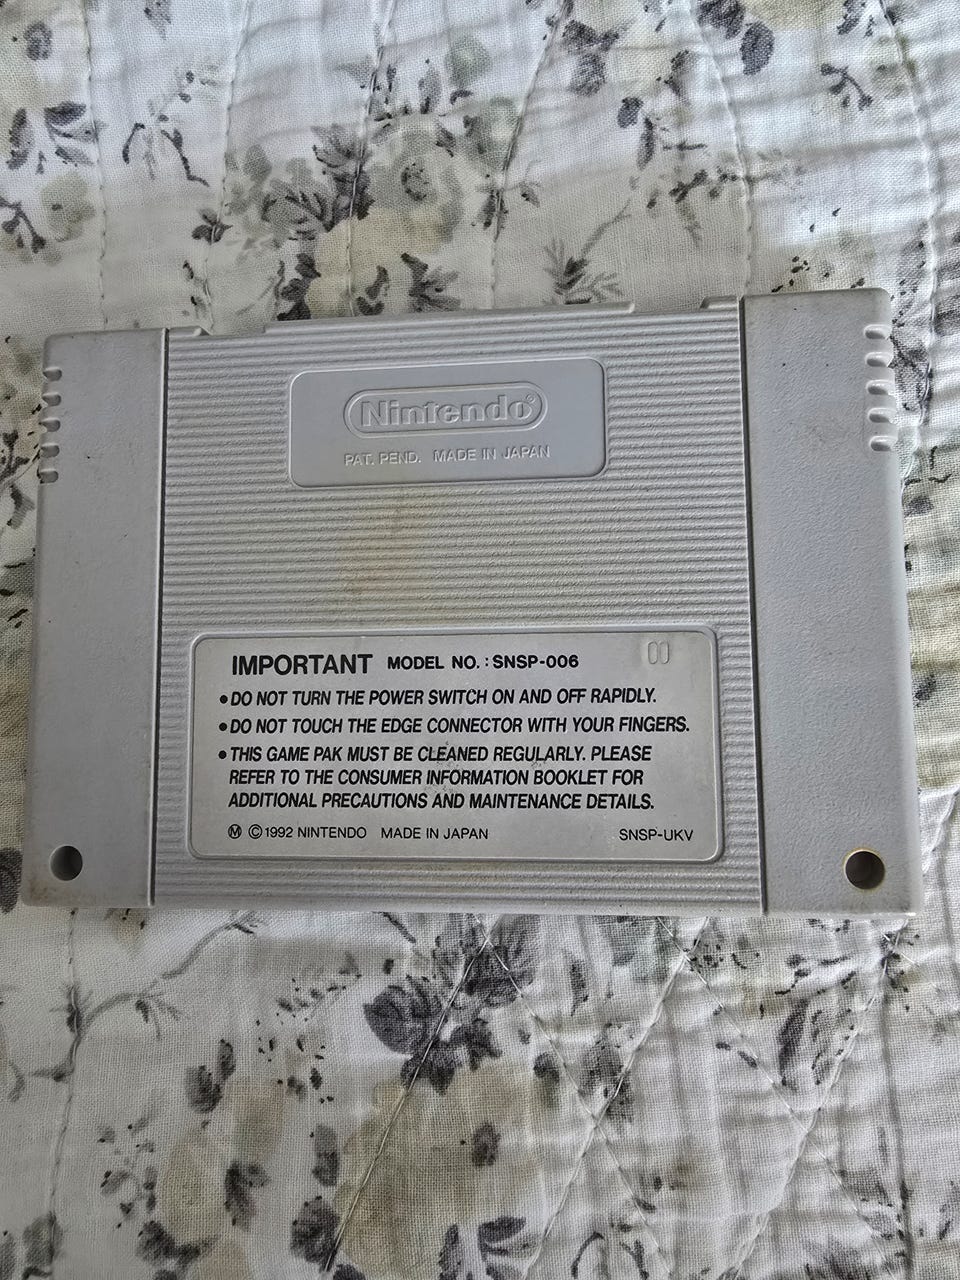 Nintendo®
PAT. PEND. MADE IN JAPAN
IMPORTANT MODEL NO. : SNSP-006
00
• DO NOT TURN THE POWER SWITCH ON AND OFF RAPIDLY.
• DO NOT TOUCH THE EDGE CONNECTOR WITH YOUR FINGERS.
• THIS GAME PAK MUST BE CLEANED REGULARLY. PLEASE
REFER TO THE CONSUMER INFORMATION BOOKLET FOR
ADDITIONAL PRECAUTIONS AND MAINTENANCE DETAILS.
Ⓜ ©1992 NINTENDO MADE IN JAPAN SNSP-UKV